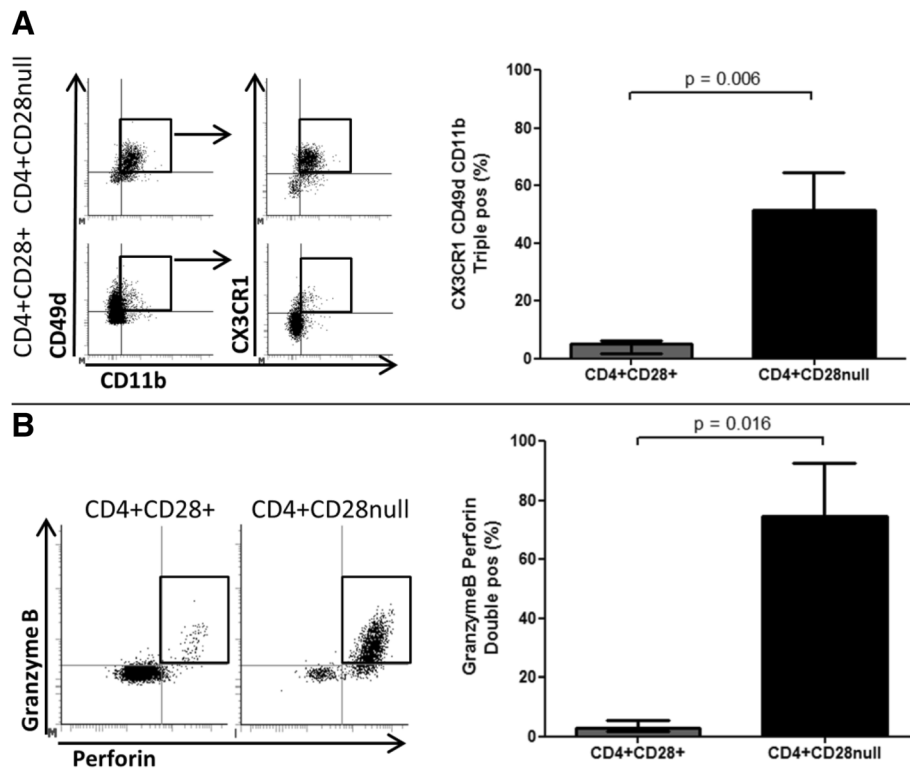 A
CD4+CD28+ CD4+CD28null
CD49d
CX3CR1
M
M
M
M
CD11b
CX3CR1 CD49d CD11b
Triple pos (%)
100
80
60
40
20
0
p = 0.006
CD4+CD28+ CD4+CD28null
B
CD4+CD28+ CD4+CD28null
Granzyme B
M
Perforin
GranzymeB Perforin
Double pos (%)
100
80
60
40
20
0
p = 0.016
CD4+CD28+ CD4+CD28null